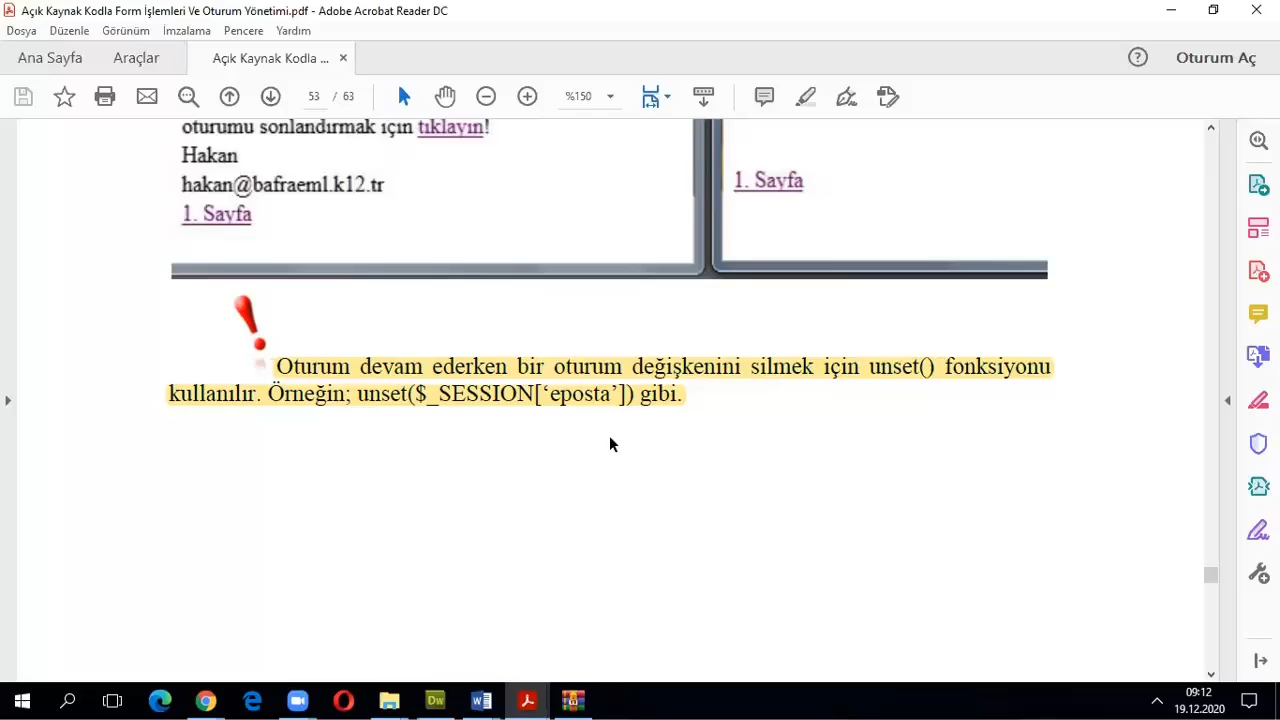 Açık Kaynak Kodla Form İşlemleri Ve Oturum Yönetimi.pdf - Adobe Acrobat Reader DC
Dosya Düzenle Görünüm İmzalama Pencere Yardım
Ana Sayfa Araçlar Açık Kaynak Kodla ... × ? Oturum Aç
53 / 63 %150
oturumu sonlandırmak için tıklayın!
Hakan
hakan@bafraeml.k12.tr
1. Sayfa
1. Sayfa
Oturum devam ederken bir oturum değişkenini silmek için unset() fonksiyonu
kullanılır. Örneğin; unset($_SESSION[‘eposta’]) gibi.
Dw
09:12
19.12.2020